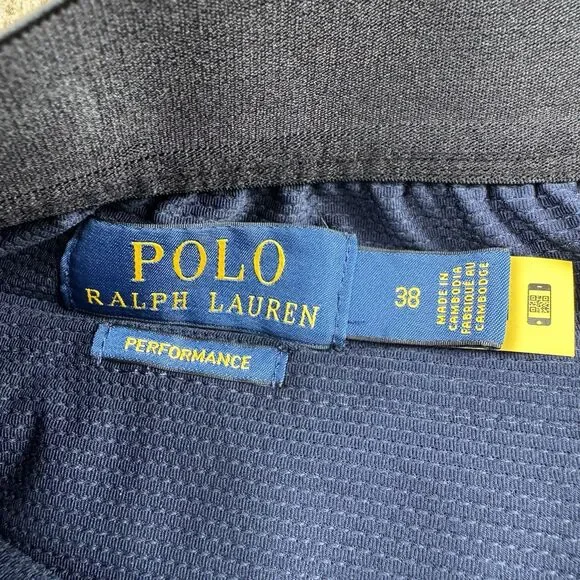 POLO
RALPH LAUREN
PERFORMANCE
38
MADE IN
CAMBODIA
FABRIQUÉ AU
CAMBODGE